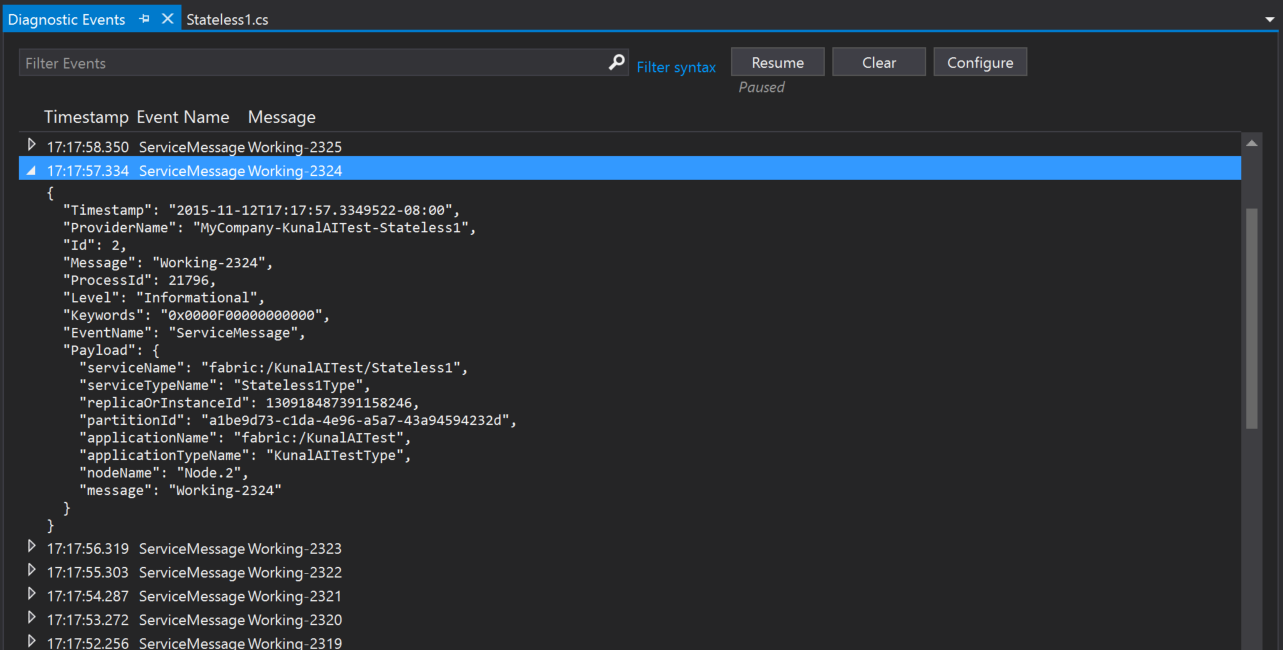 Diagnostic Events Stateless1.cs
Filter Events Filter syntax Resume Clear Configure
Paused
Timestamp Event Name Message
17:17:58.350 ServiceMessage Working-2325
17:17:57.334 ServiceMessage Working-2324
{
"Timestamp": "2015-11-12T17:17:57.3349522-08:00",
"ProviderName": "MyCompany-KunalAITest-Stateless1",
"Id": 2,
"Message": "Working-2324",
"ProcessId": 21796,
"Level": "Informational",
"Keywords": "0x0000F00000000000",
"EventName": "ServiceMessage",
"Payload": {
"serviceName": "fabric:/KunalAITest/Stateless1",
"serviceTypeName": "Stateless1Type",
"replicaOrInstanceId": 130918487391158246,
"partitionId": "a1be9d73-c1da-4e96-a5a7-43a94594232d",
"applicationName": "fabric:/KunalAITest",
"applicationTypeName": "KunalAITestType",
"nodeName": "Node.2",
"message": "Working-2324"
}
}
17:17:56.319 ServiceMessage Working-2323
17:17:55.303 ServiceMessage Working-2322
17:17:54.287 ServiceMessage Working-2321
17:17:53.272 ServiceMessage Working-2320
17:17:52.256 ServiceMessage Working-2319